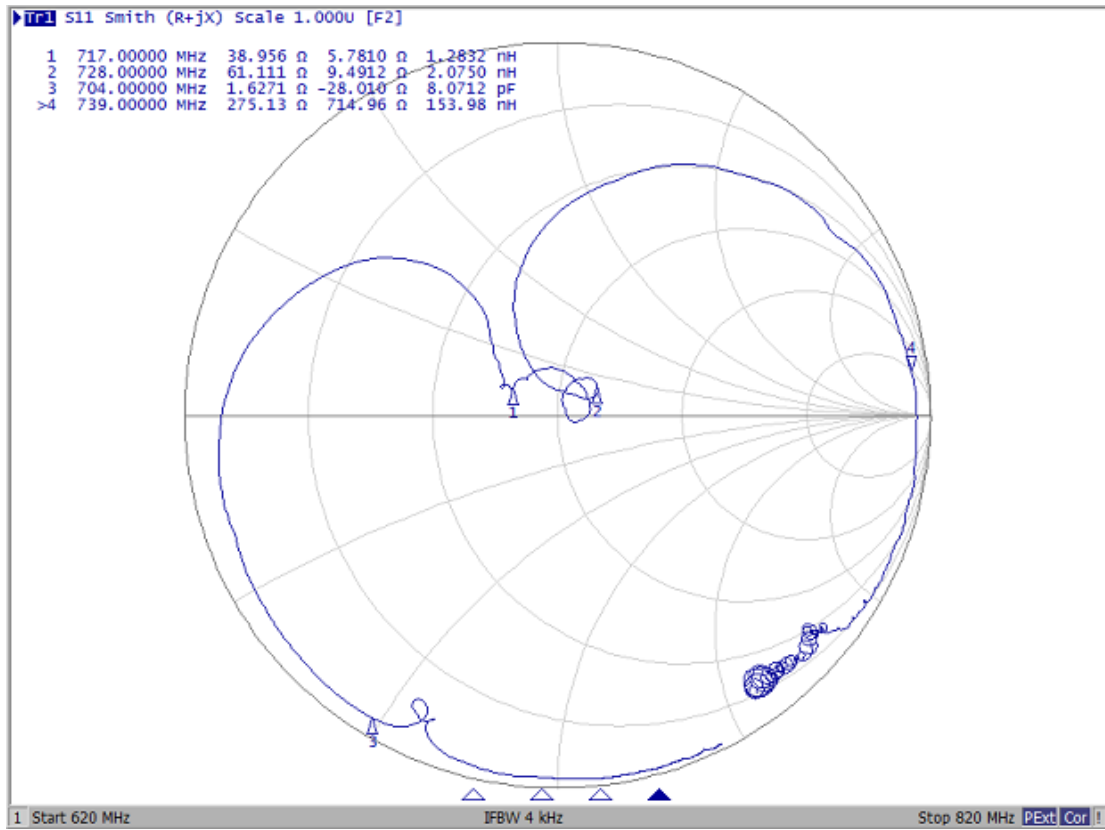 Tr1 S11 Smith (R+jX) Scale 1.000U [F2]
1 717.00000 MHz 38.956 Ω 5.7810 Ω 1.2832 nH
2 728.00000 MHz 61.111 Ω 9.4912 Ω 2.0750 nH
3 704.00000 MHz 1.6271 Ω -28.010 Ω 8.0712 pF
>4 739.00000 MHz 275.13 Ω 714.96 Ω 153.98 nH
4
1
2
3
1 Start 620 MHz IFBW 4 kHz Stop 820 MHz PExt Cor !